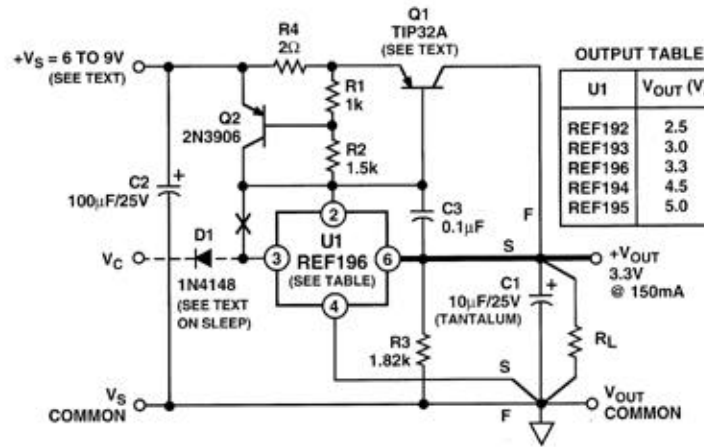 Q1
TIP32A
(SEE TEXT)
R4
2Ω
+VS = 6 TO 9V
(SEE TEXT)
OUTPUT TABLE
U1 VOUT (V)
REF192 2.5
REF193 3.0
REF196 3.3
REF194 4.5
REF195 5.0
R1
1k
Q2
2N3906
R2
1.5k
C2
100µF/25V
+
C3
0.1µF
F
S
2
U1
REF196
(SEE TABLE)
3
6
4
D1
VC
1N4148
(SEE TEXT
ON SLEEP)
+VOUT
3.3V
@ 150mA
C1
10µF/25V
(TANTALUM)
+
RL
R3
1.82k
S
F
VS
COMMON
VOUT
COMMON